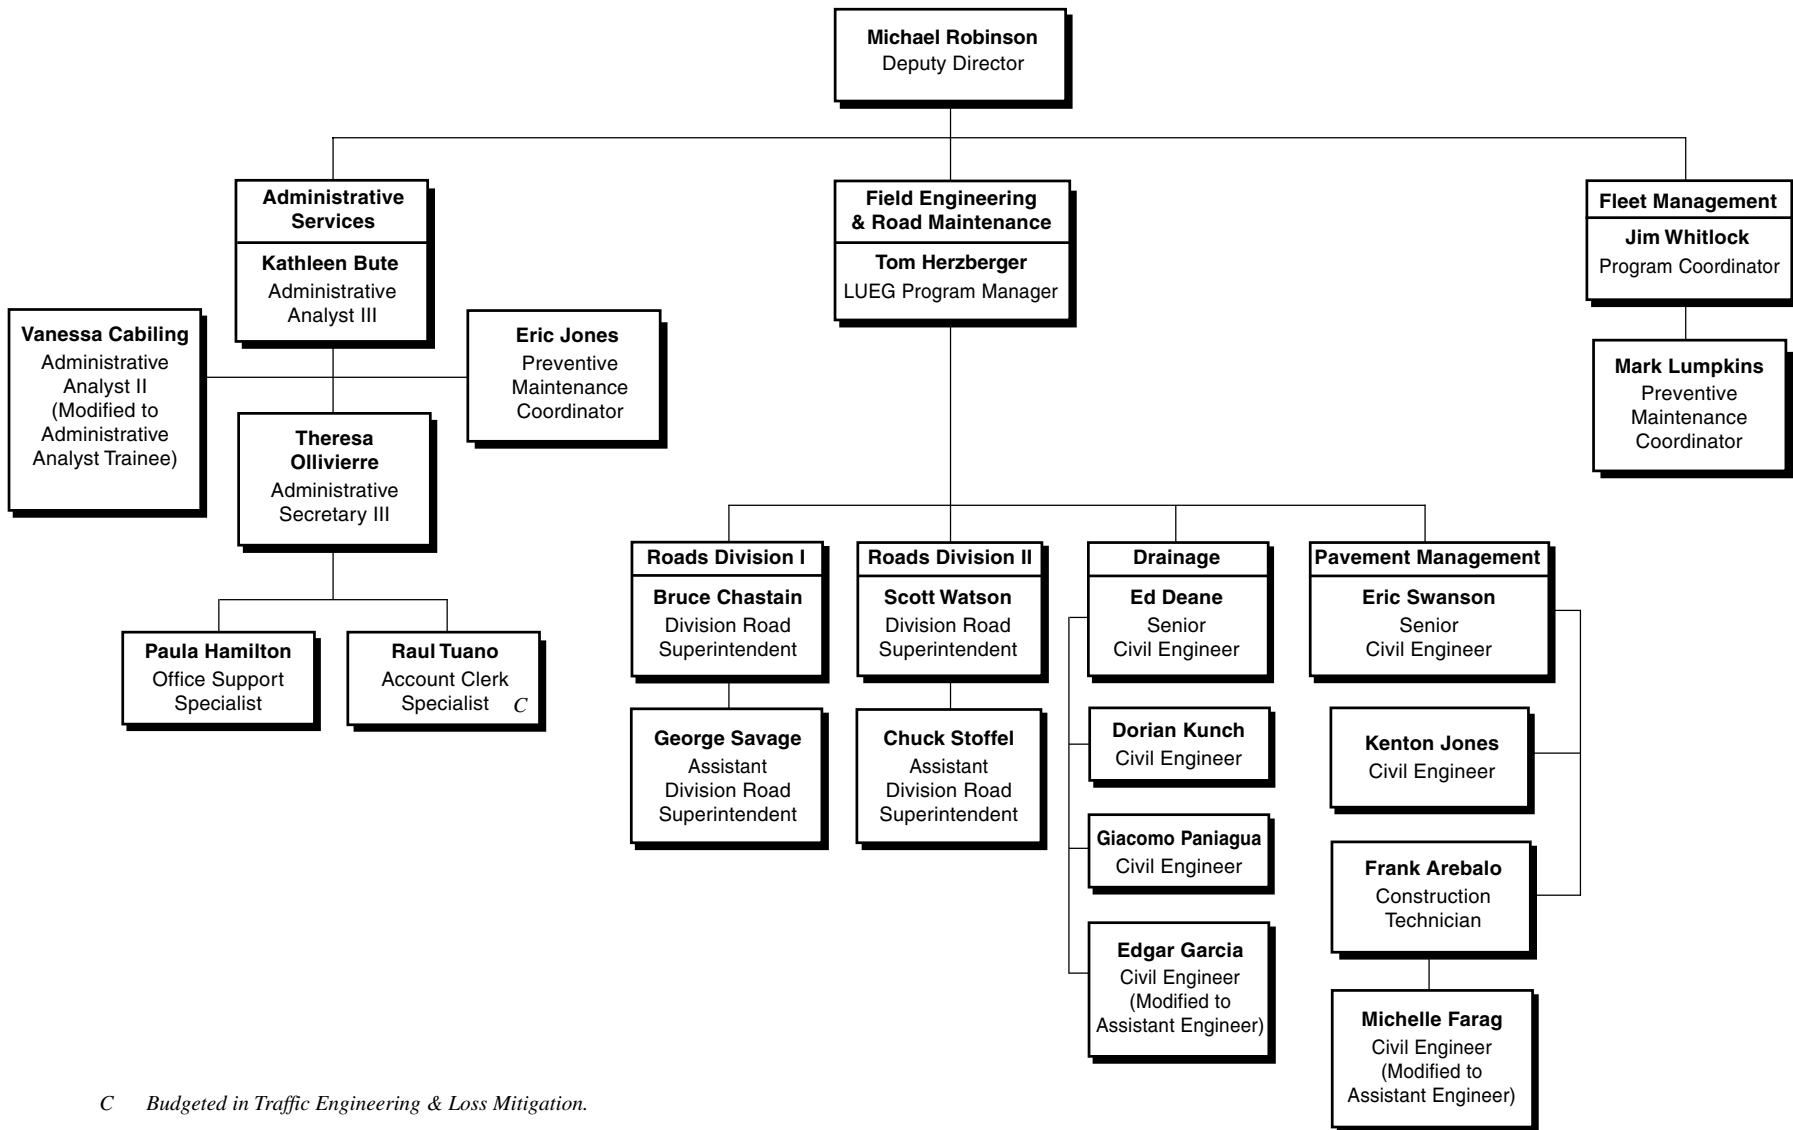 Michael Robinson
Deputy Director
Administrative
Services
Kathleen Bute
Administrative
Analyst III
Field Engineering
& Road Maintenance
Tom Herzberger
LUEG Program Manager
Fleet Management
Jim Whitlock
Program Coordinator
Vanessa Cabiling
Administrative
Analyst II
(Modified to
Administrative
Analyst Trainee)
Eric Jones
Preventive
Maintenance
Coordinator
Mark Lumpkins
Preventive
Maintenance
Coordinator
Theresa
Ollivierre
Administrative
Secretary III
Paula Hamilton
Office Support
Specialist
Raul Tuano
Account Clerk
Specialist C
Roads Division I
Bruce Chastain
Division Road
Superintendent
George Savage
Assistant
Division Road
Superintendent
Roads Division II
Scott Watson
Division Road
Superintendent
Chuck Stoffel
Assistant
Division Road
Superintendent
Drainage
Ed Deane
Senior
Civil Engineer
Dorian Kunch
Civil Engineer
Giacomo Paniagua
Civil Engineer
Edgar Garcia
Civil Engineer
(Modified to
Assistant Engineer)
Pavement Management
Eric Swanson
Senior
Civil Engineer
Kenton Jones
Civil Engineer
Frank Arebalo
Construction
Technician
Michelle Farag
Civil Engineer
(Modified to
Assistant Engineer)
C Budgeted in Traffic Engineering & Loss Mitigation.